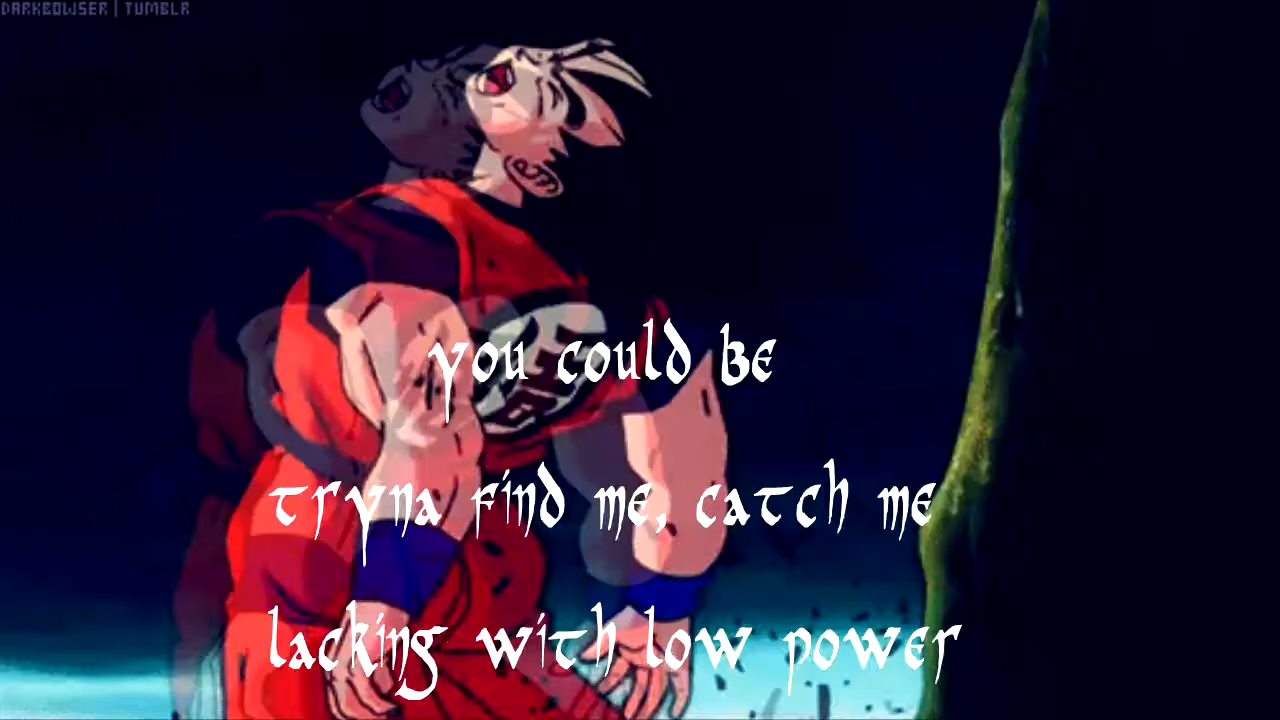 DARKBOWSER | TUMBLR
you could be
tryna find me, catch me
lacking with low power